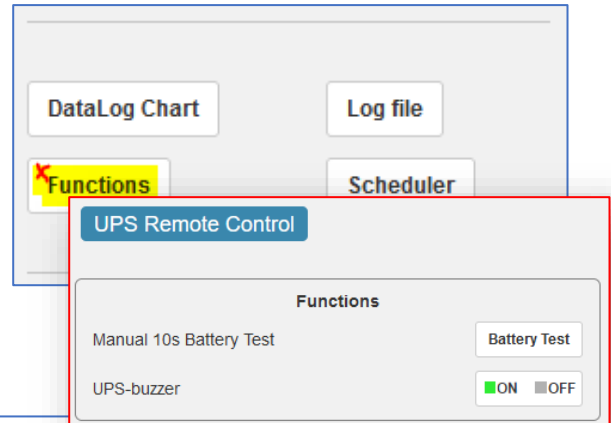 DataLog Chart
Log file
Functions
Scheduler
UPS Remote Control
Functions
Manual 10s Battery Test
Battery Test
UPS-buzzer
ON OFF